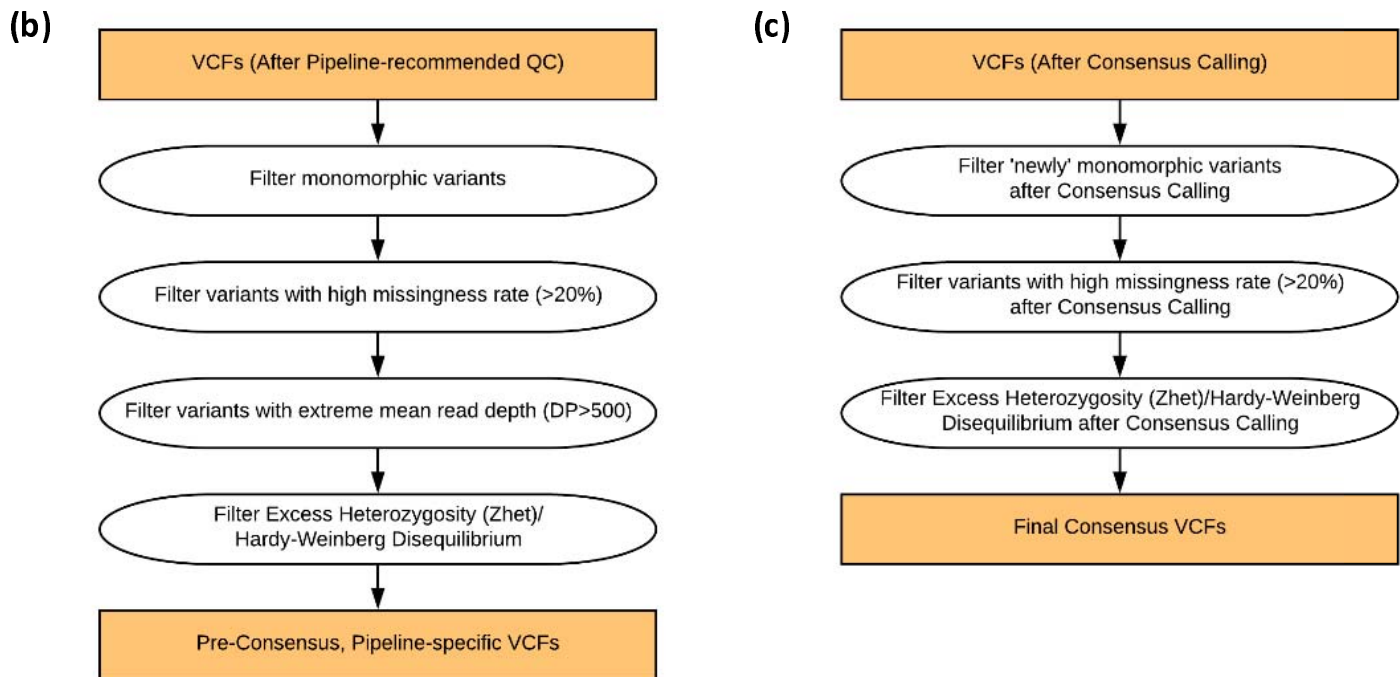 (b)
VCFs (After Pipeline-recommended QC)
Filter monomorphic variants
Filter variants with high missingness rate (>20%)
Filter variants with extreme mean read depth (DP>500)
Filter Excess Heterozygosity (Zhet)/
Hardy-Weinberg Disequilibrium
Pre-Consensus, Pipeline-specific VCFs
(c)
VCFs (After Consensus Calling)
Filter 'newly' monomorphic variants
after Consensus Calling
Filter variants with high missingness rate (>20%)
after Consensus Calling
Filter Excess Heterozygosity (Zhet)/Hardy-Weinberg
Disequilibrium after Consensus Calling
Final Consensus VCFs